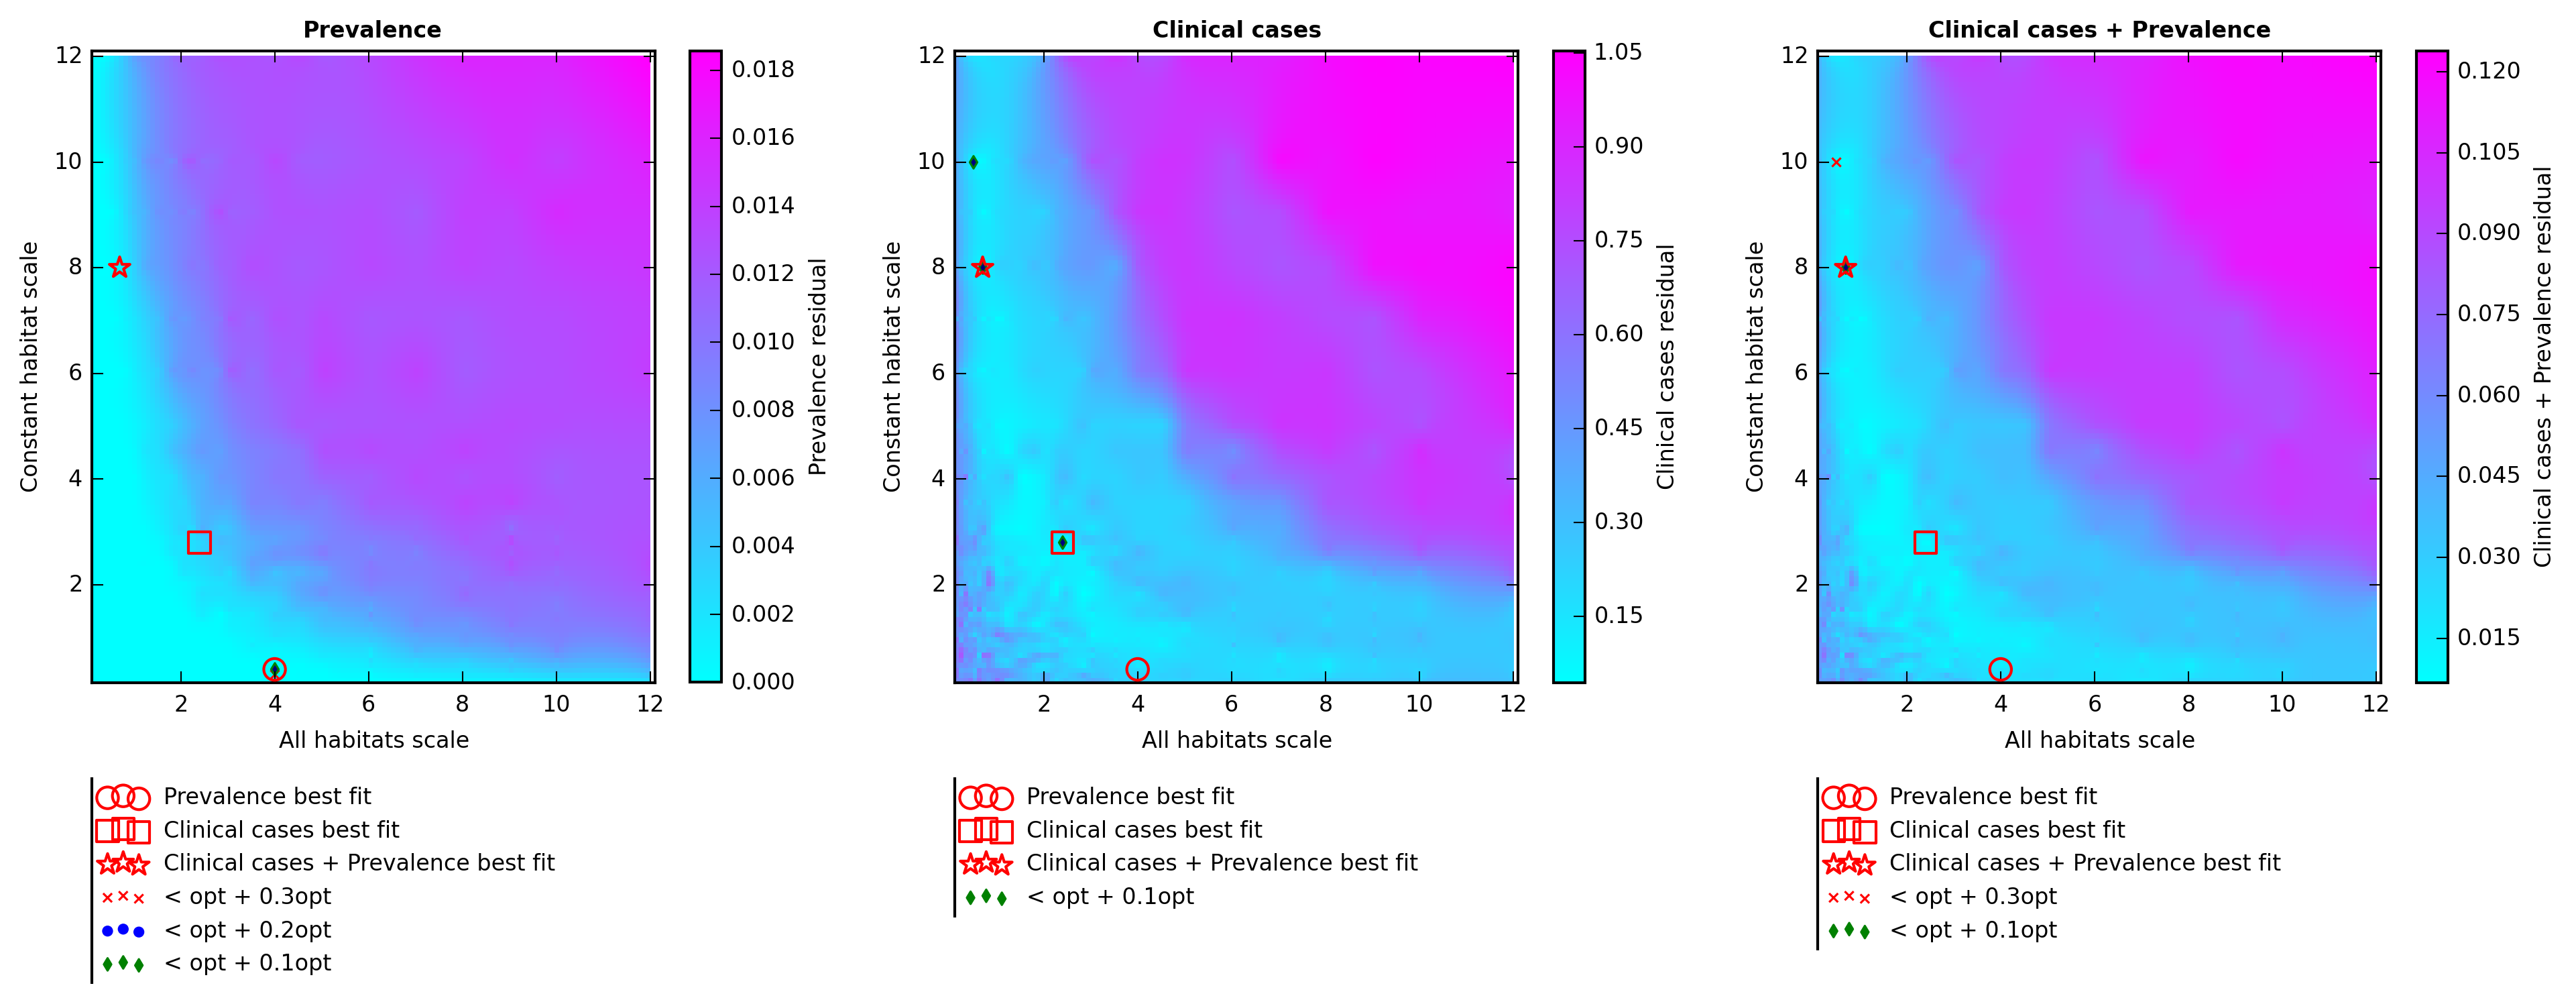 Prevalence
12
10
8
6
4
2
Constant habitat scale
2 4 6 8 10 12
All habitats scale
0.018
0.016
0.014
0.012
0.010
0.008
0.006
0.004
0.002
0.000
Prevalence residual
Prevalence best fit
Clinical cases best fit
Clinical cases + Prevalence best fit
< opt + 0.3opt
< opt + 0.2opt
< opt + 0.1opt
Clinical cases
12
10
8
6
4
2
Constant habitat scale
2 4 6 8 10 12
All habitats scale
1.05
0.90
0.75
0.60
0.45
0.30
0.15
Clinical cases residual
Prevalence best fit
Clinical cases best fit
Clinical cases + Prevalence best fit
< opt + 0.1opt
Clinical cases + Prevalence
12
10
8
6
4
2
Constant habitat scale
2 4 6 8 10 12
All habitats scale
0.120
0.105
0.090
0.075
0.060
0.045
0.030
0.015
Clinical cases + Prevalence residual
Prevalence best fit
Clinical cases best fit
Clinical cases + Prevalence best fit
< opt + 0.3opt
< opt + 0.1opt